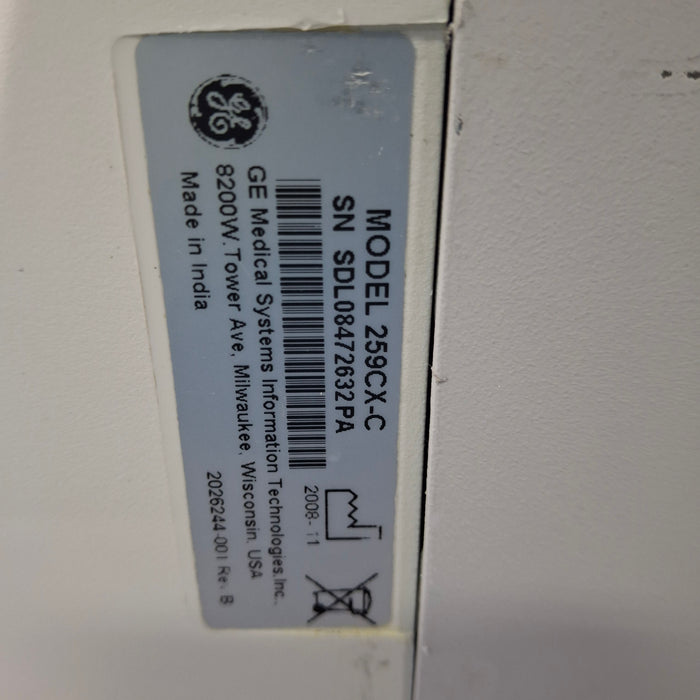 MODEL 259CX-C
SN SDL08472632PA
2008-11
GE Medical Systems Information Technologies,Inc.,
8200W.Tower Ave, Milwaukee, Wisconsin, USA
Made in India
2026244-001 Rev B
GE